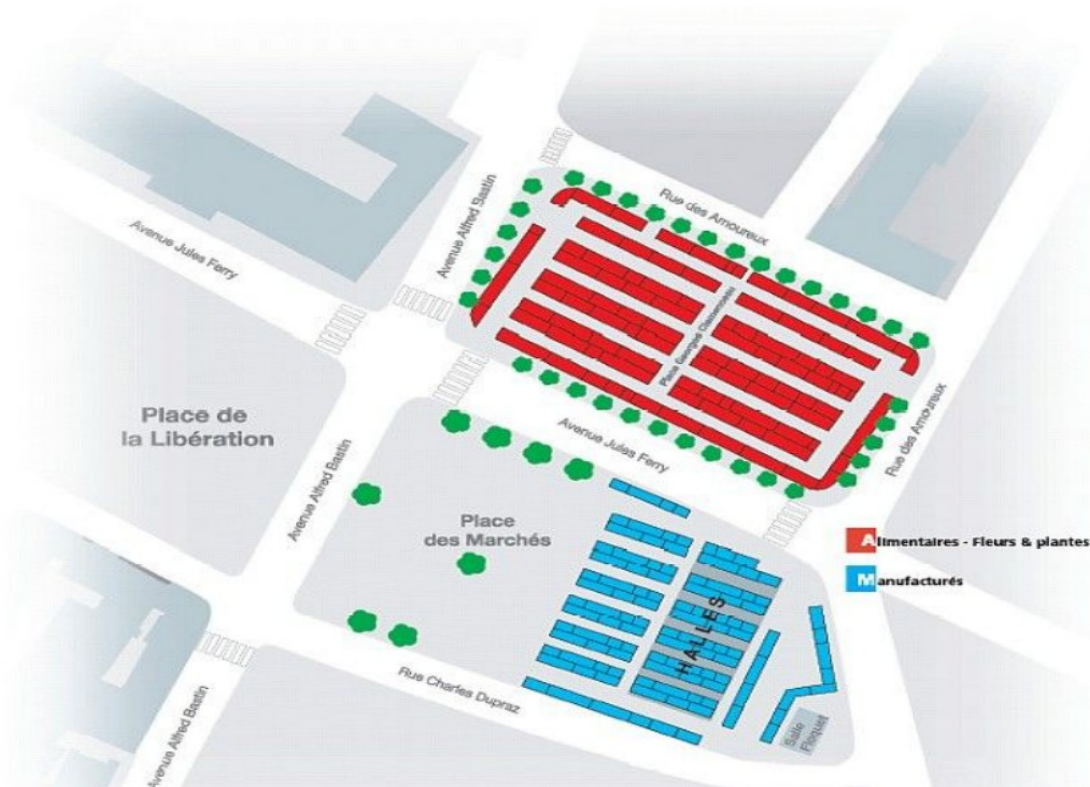 Rue des Amoureux
Avenue Alfred Bastin
Avenue Jules Ferry
Place Georges Clemenceau
Place de
la Libération
Avenue Jules Ferry
Rue des Amoureux
Avenue Alfred Bastin
Place
des Marchés
Alimentaires - Fleurs & plantes
Manufacturés
HALLES
Rue Charles Dupraz
Avenue Alfred Bastin
Salle
Floquet